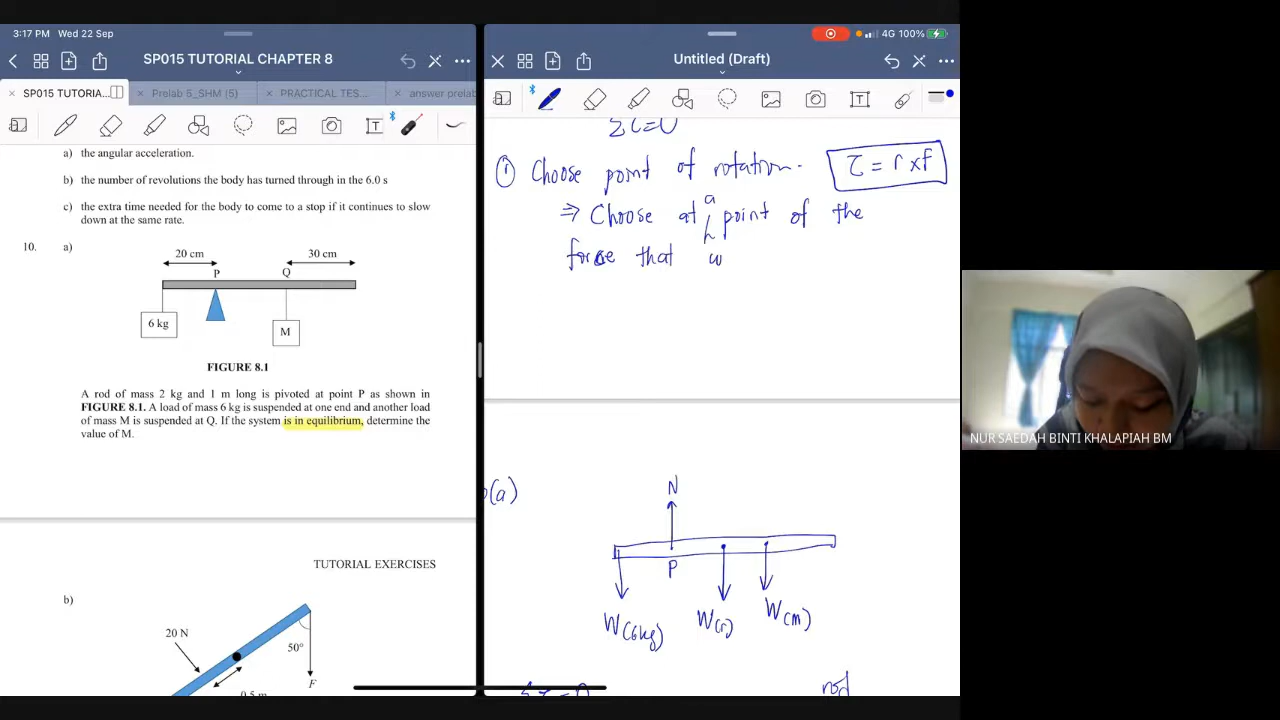 3:17 PM Wed 22 Sep
SP015 TUTORIAL CHAPTER 8
SP015 TUTORIA...
Prelab 5_SHM (5)
PRACTICAL TES...
answer prelab
a) the angular acceleration.
b) the number of revolutions the body has turned through in the 6.0 s
c) the extra time needed for the body to come to a stop if it continues to slow
down at the same rate.
10. a)
20 cm
30 cm
P
Q
6 kg
M
FIGURE 8.1
A rod of mass 2 kg and 1 m long is pivoted at point P as shown in
FIGURE 8.1. A load of mass 6 kg is suspended at one end and another load
of mass M is suspended at Q. If the system is in equilibrium, determine the
value of M.
TUTORIAL EXERCISES
b)
20 N
50°
F
0.5 m
4G 100%
Untitled (Draft)
T
Στ=0
① Choose point of rotation.
τ = r x F
⇒ Choose at a point of the
force that w
(a)
N
P
W(6kg)
W(r)
W(m)
rod
NUR SAEDAH BINTI KHALAPIAH BM